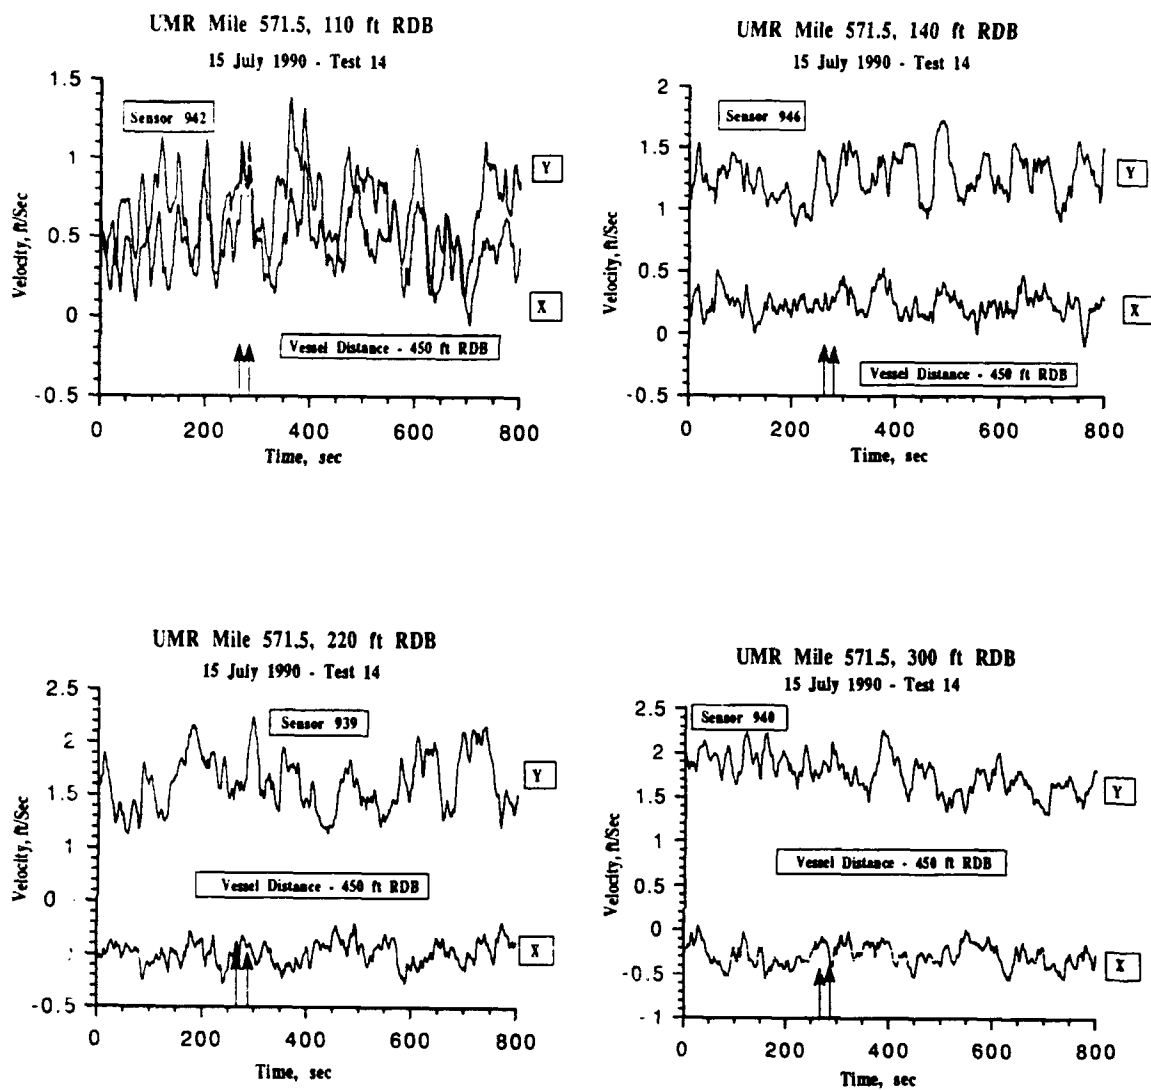 UMR Mile 571.5, 110 ft RDB
15 July 1990 - Test 14
Sensor 942
Velocity, ft/Sec
1.5
1
0.5
0
-0.5
Y
X
Vessel Distance - 450 ft RDB
0 200 400 600 800
Time, sec
UMR Mile 571.5, 140 ft RDB
15 July 1990 - Test 14
Sensor 946
Velocity, ft/Sec
2
1.5
1
0.5
0
-0.5
Y
X
Vessel Distance - 450 ft RDB
0 200 400 600 800
Time, sec
UMR Mile 571.5, 220 ft RDB
15 July 1990 - Test 14
Sensor 939
Velocity, ft/Sec
2.5
2
1.5
1
0
-0.5
Y
X
Vessel Distance - 450 ft RDB
0 200 400 600 800
Time, sec
UMR Mile 571.5, 300 ft RDB
15 July 1990 - Test 14
Sensor 940
Velocity, ft/Sec
2.5
2
1.5
1
0.5
0
-0.5
-1
Y
X
Vessel Distance - 450 ft RDB
0 200 400 600 800
Time, sec